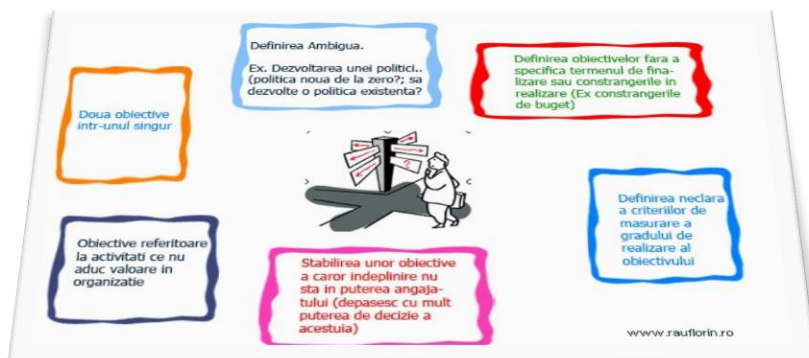 Definirea Ambigua.
Ex. Dezvoltarea unei politici..
(politica noua de la zero?; sa
dezvolte o politica existenta?
Definirea obiectivelor fara a
specifica termenul de fina-
lizare sau constrangerile in
realizare (Ex constrangerile
de buget)
Doua obiective
intr-unul singur
?
Definirea neclara
a criteriilor de
masurare a
gradului de
realizare al
obiectivului
Obiective referitoare
la activitati ce nu
aduc valoare in
organizatie
Stabilirea unor obiective
a caror indeplinire nu
sta in puterea angaja-
tului (depasesc cu mult
puterea de decizie a
acestuia)
www.rauflorin.ro